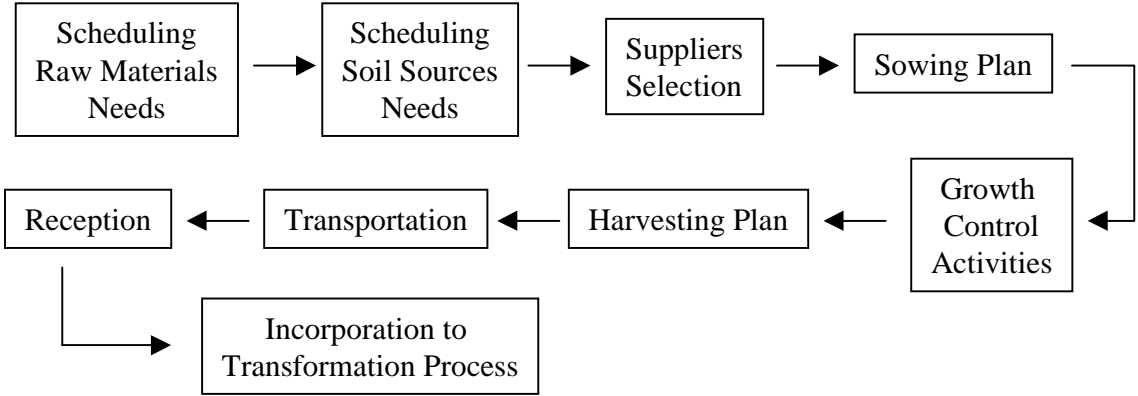 Scheduling
Raw Materials
Needs
Scheduling
Soil Sources
Needs
Suppliers
Selection
Sowing Plan
Growth
Control
Activities
Harvesting Plan
Transportation
Reception
Incorporation to
Transformation Process